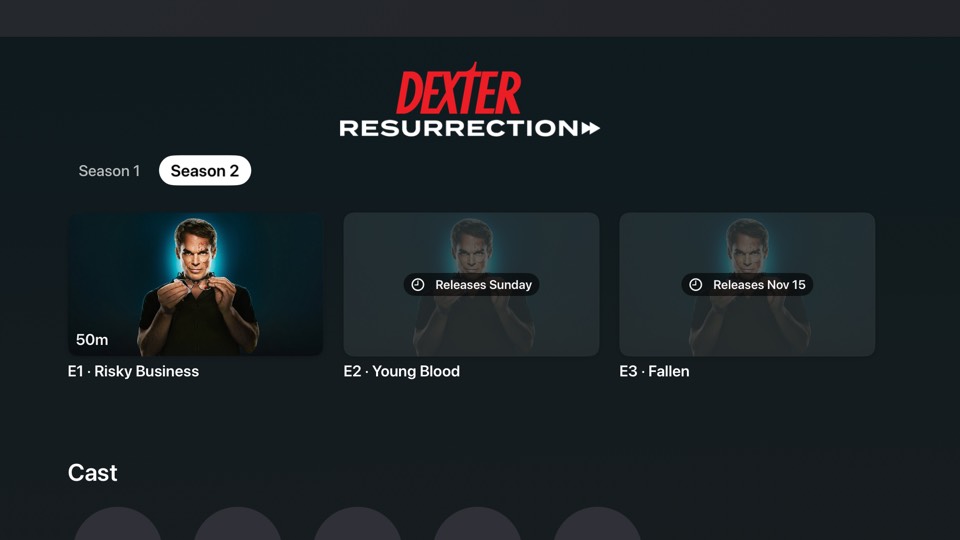 DEXTER
RESURRECTION
Season 1
Season 2
50m
Releases Sunday
Releases Nov 15
E1 · Risky Business
E2 · Young Blood
E3 · Fallen
Cast